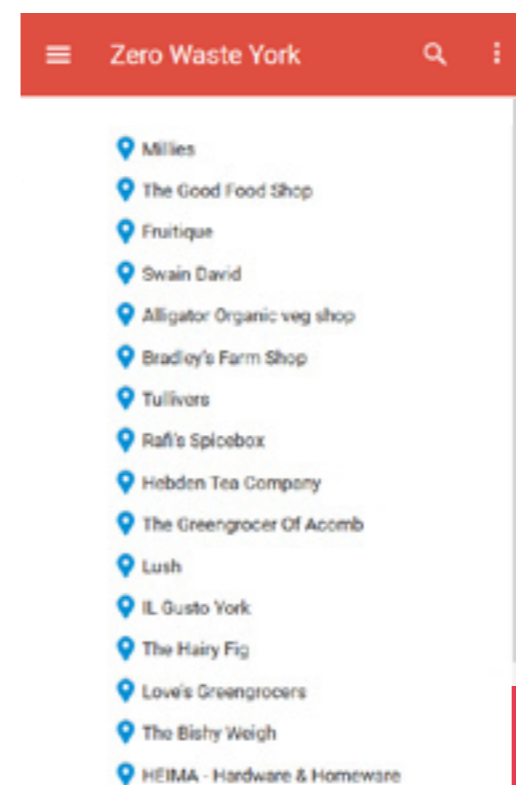 Zero Waste York
Millies
The Good Food Shop
Fruitique
Swain David
Alligator Organic veg shop
Bradley's Farm Shop
Tullivers
Rafi's Spicebox
Hebden Tea Company
The Greengrocer Of Acomb
Lush
IL Gusto York
The Hairy Fig
Love's Greengrocers
The Bishy Weigh
HEIMA - Hardware & Homeware